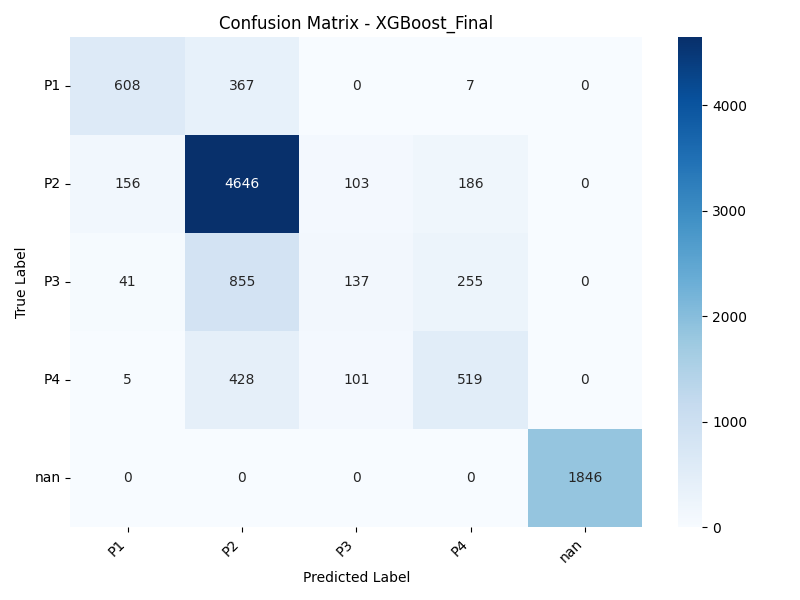 Confusion Matrix - XGBoost_Final
P1 608 367 0 7 0
4000
P2 156 4646 103 186 0
3000
True Label
P3 41 855 137 255 0
2000
P4 5 428 101 519 0
1000
nan 0 0 0 0 1846
0
P1 P2 P3 P4 nan
Predicted Label